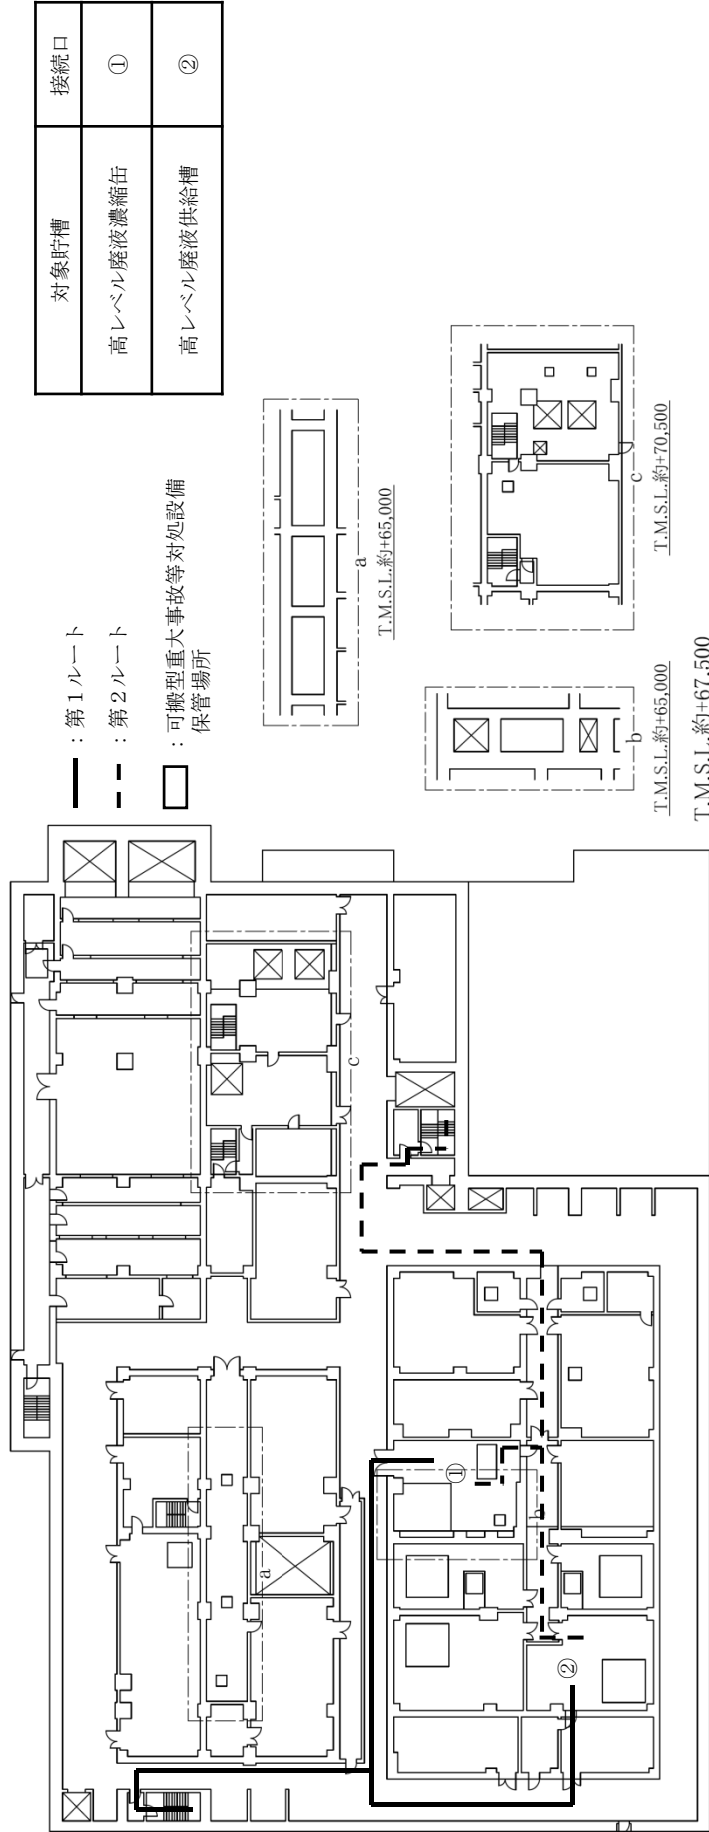 対象貯槽 接続口
高レベル廃液濃縮缶 ①
高レベル廃液供給槽 ②
：第１ルート
：第２ルート
：可搬型重大事故等対処設備
保管場所
a
T.M.S.L.約+65,000
b
T.M.S.L.約+65,000
c
T.M.S.L.約+70,500
T.M.S.L.約+67,500
a
b
c
①
②